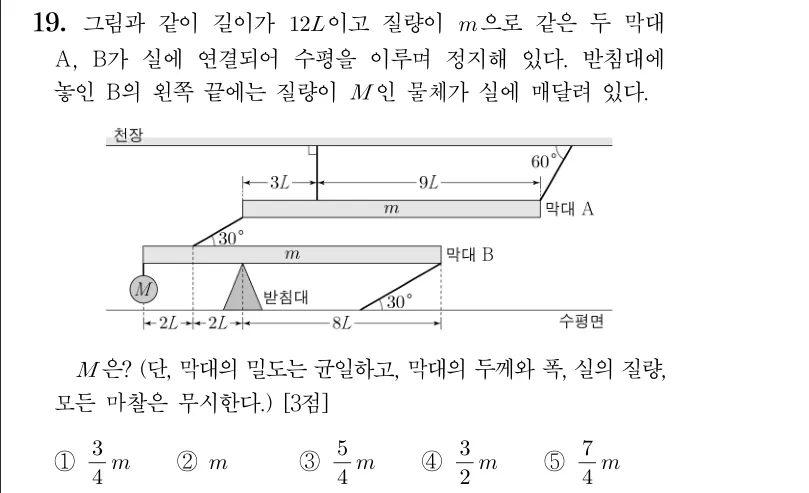 19. 그림과 같이 길이가 12L이고 질량이 m으로 같은 두 막대
A, B가 실에 연결되어 수평을 이루며 정지해 있다. 받침대에
놓인 B의 왼쪽 끝에는 질량이 M인 물체가 실에 매달려 있다.
천장
60°
3L
9L
m
막대 A
30°
m
막대 B
M
받침대
30°
2L 2L 8L
수평면
M은? (단, 막대의 밀도는 균일하고, 막대의 두께와 폭, 실의 질량,
모든 마찰은 무시한다.) [3점]
① 3/4 m ② m ③ 5/4 m ④ 3/2 m ⑤ 7/4 m